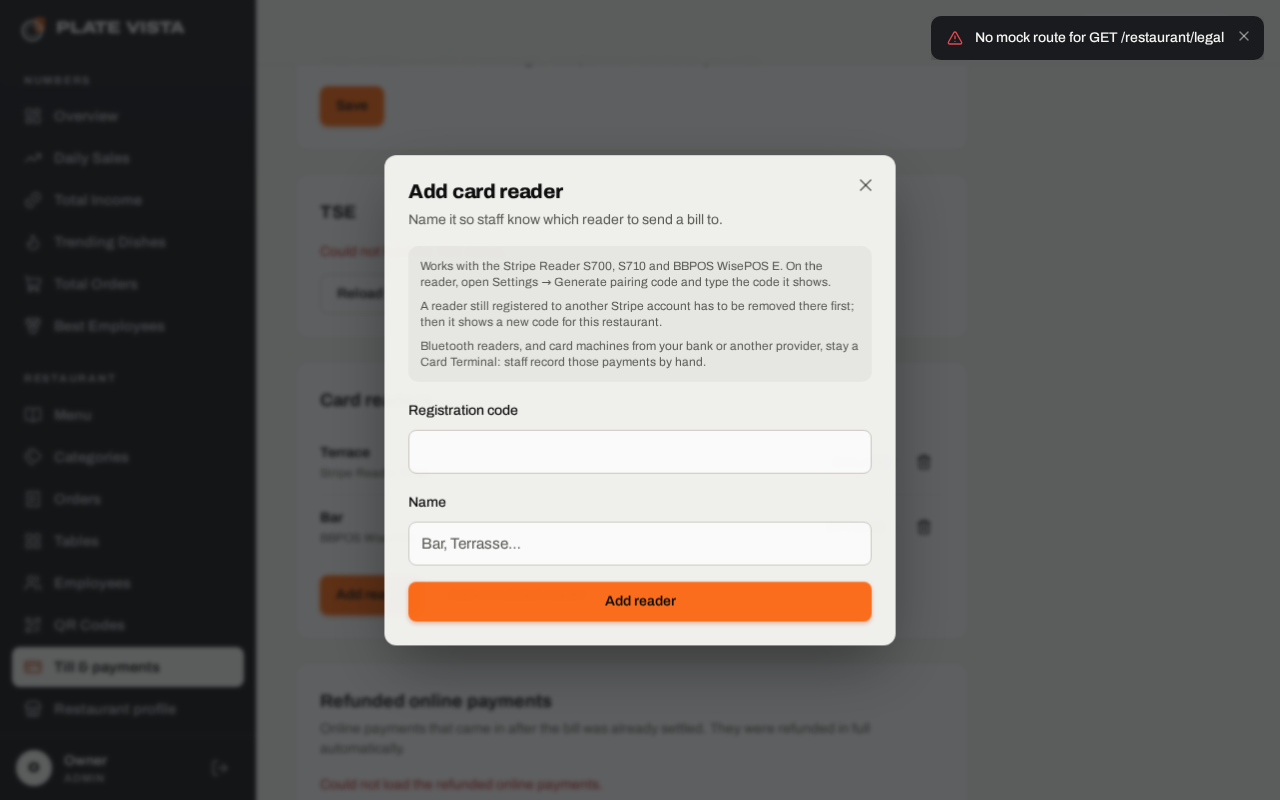 PLATE VISTA
No mock route for GET /restaurant/legal
NUMBERS
Overview
Daily Sales
Total Income
Trending Dishes
Total Orders
Best Employees
RESTAURANT
Menu
Categories
Orders
Tables
Employees
QR Codes
Till & payments
Restaurant profile
Owner
ADMIN
Save
TSE
Could not
Reload
Terrace
Stripe
Bar
BBPOS
Add card reader
Name it so staff know which reader to send a bill to.
Works with the Stripe Reader S700, S710 and BBPOS WisePOS E. On the
reader, open Settings → Generate pairing code and type the code it shows.
A reader still registered to another Stripe account has to be removed there first;
then it shows a new code for this restaurant.
Bluetooth readers, and card machines from your bank or another provider, stay a
Card Terminal: staff record those payments by hand.
Registration code
Name
Bar, Terrasse...
Add reader
Refunded online payments
Online payments that came in after the bill was already settled. They were refunded in full
automatically.
Could not load the refunded online payments.